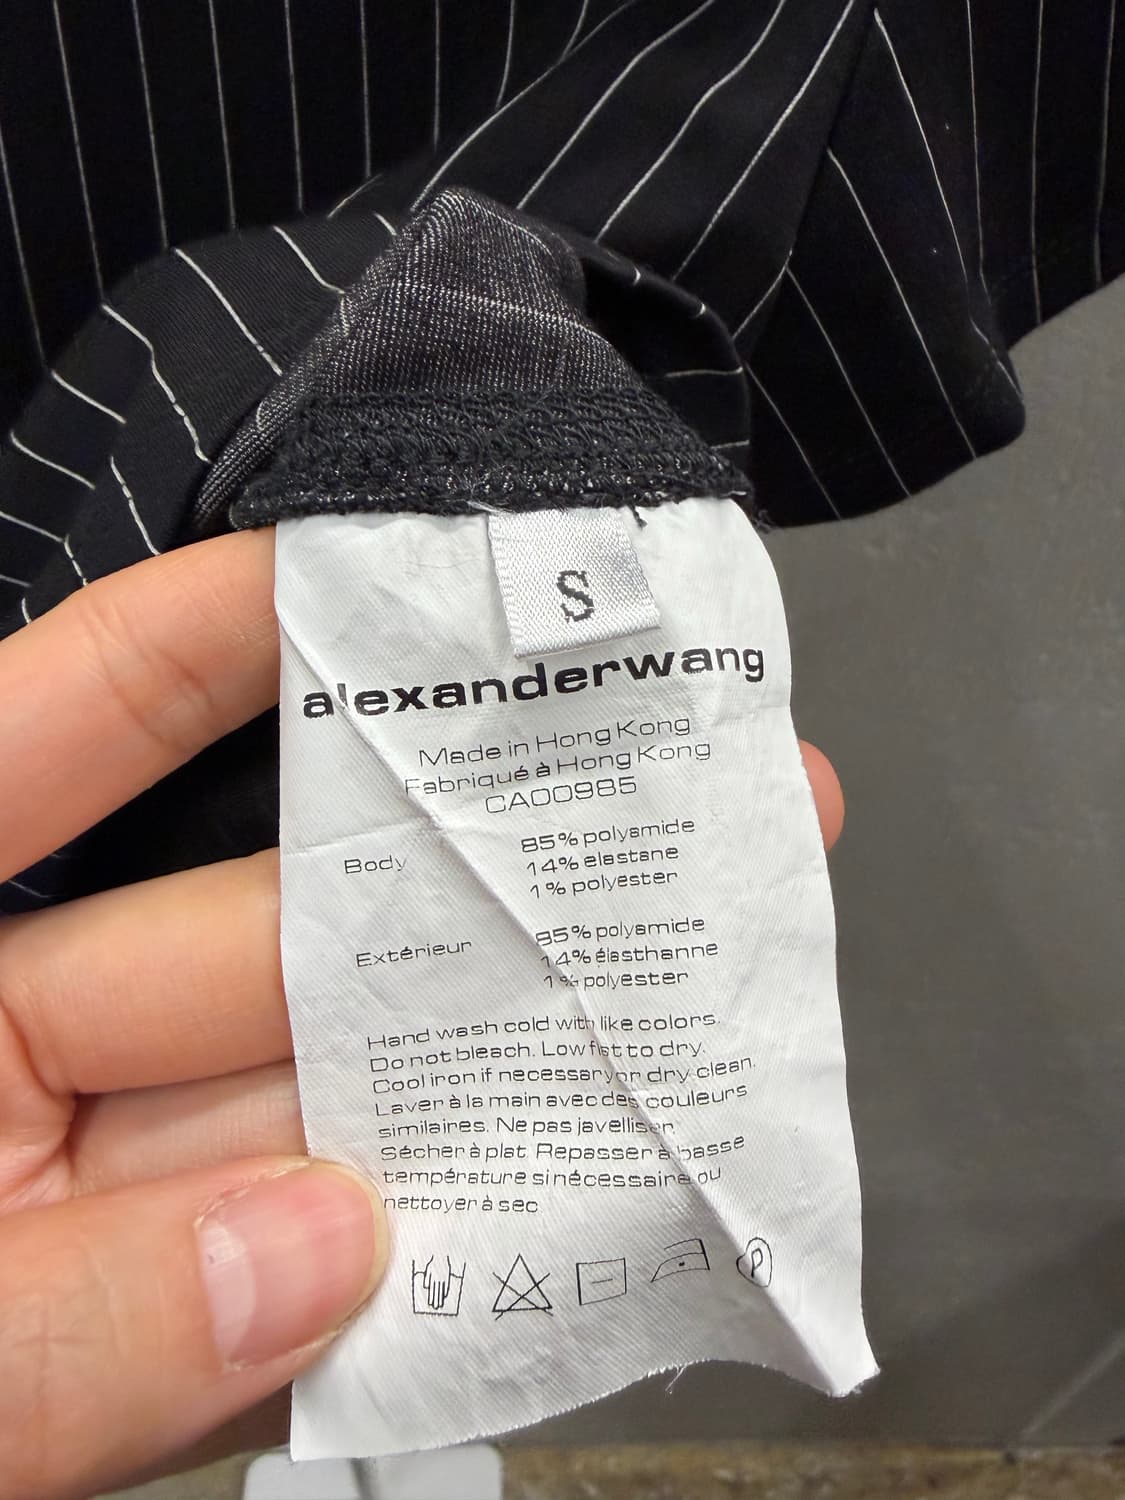 S
alexanderwang
Made in Hong Kong
Fabriqué à Hong Kong
CA00985
Body
85% polyamide
14% elastane
1% polyester
Extérieur
85% polyamide
14% élasthanne
1% polyester
Hand wash cold with like colors.
Do not bleach. Low flat to dry.
Cool iron if necessary or dry clean.
Laver à la main avec des couleurs
similaires. Ne pas javelliser.
Sécher à plat. Repasser à basse
température si nécessaire ou
nettoyer à sec
P